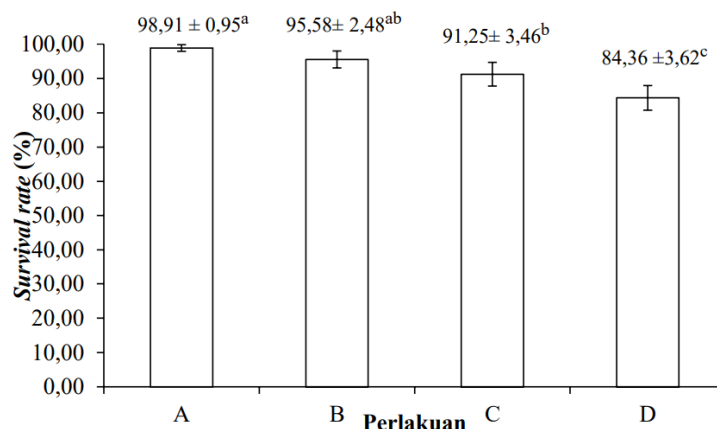 98,91 ± 0,95a 95,58± 2,48ab 91,25± 3,46b 84,36 ±3,62c
Survival rate (%)
100,00
90,00
80,00
70,00
60,00
50,00
40,00
30,00
20,00
10,00
0,00
A B C D
Perlakuan